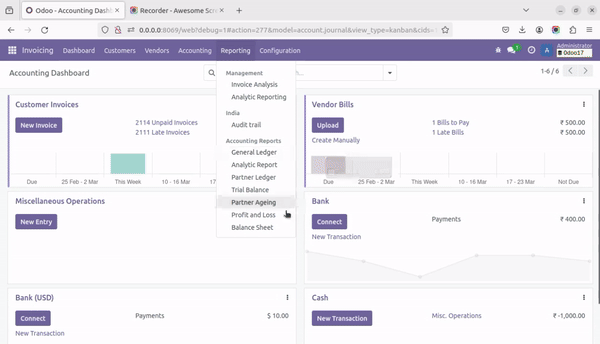 Odoo - Accounting Dashb
Recorder - Awesome Scr
0.0.0.0:8069/web?debug=1#action=277&model=account.journal&view_type=kanban&cids=
Invoicing Dashboard Customers Vendors Accounting Reporting Configuration
Administrator
Odoo17
Accounting Dashboard
1-6 / 6
Management
Invoice Analysis
Analytic Reporting
India
Audit trail
Accounting Reports
General Ledger
Analytic Report
Partner Ledger
Trial Balance
Partner Ageing
Profit and Loss
Balance Sheet
Customer Invoices
New Invoice
2114 Unpaid Invoices
2111 Late Invoices
Due 25 Feb - 2 Mar This Week 10 - 16 Mar
Vendor Bills
Upload
Create Manually
1 Bills to Pay ₹ 500.00
1 Late Bills ₹ 500.00
Due 25 Feb - 2 Mar This Week 10 - 16 Mar 17 - 23 Mar Not Due
Miscellaneous Operations
New Entry
Bank
Connect
Payments ₹ 400.00
New Transaction
Bank (USD)
Connect
Payments $ 10.00
New Transaction
Cash
New Transaction
Misc. Operations ₹ -1,000.00